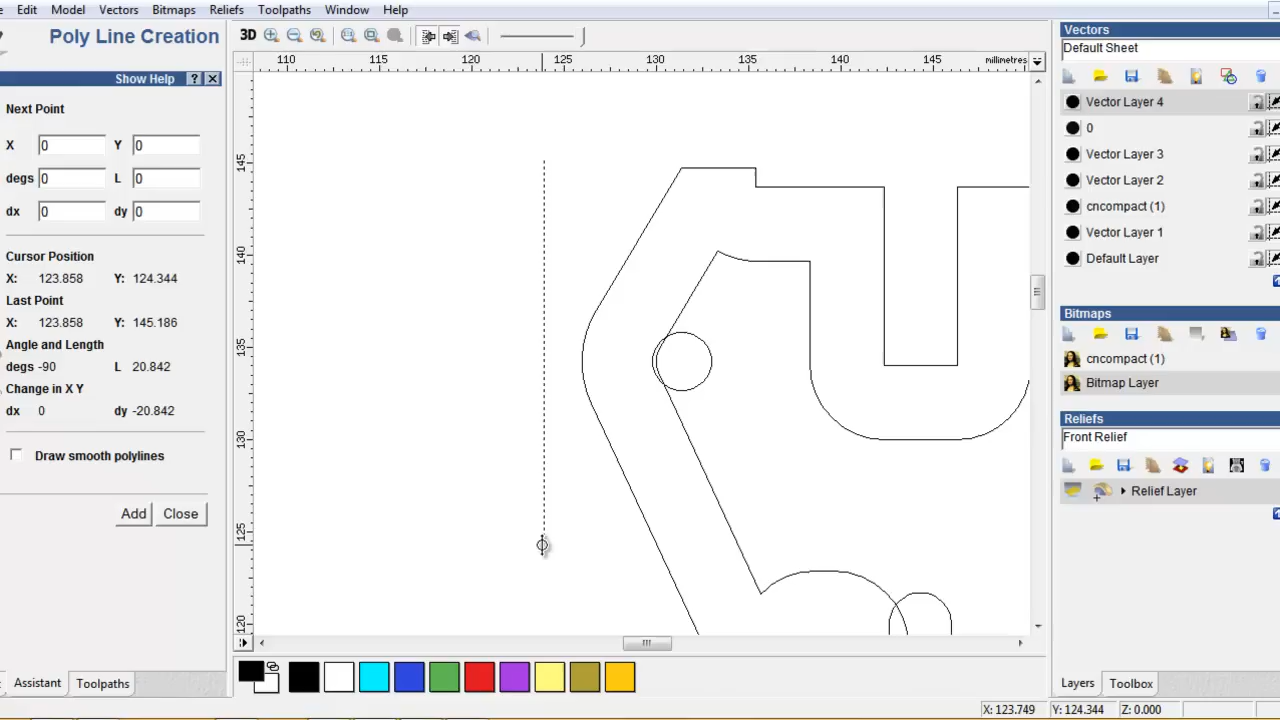 Edit Model Vectors Bitmaps Reliefs Toolpaths Window Help
Poly Line Creation
Show Help ?
Next Point
X 0 Y 0
degs 0 L 0
dx 0 dy 0
Cursor Position
X: 123.858 Y: 124.344
Last Point
X: 123.858 Y: 145.186
Angle and Length
degs -90 L 20.842
Change in X Y
dx 0 dy -20.842
Draw smooth polylines
Add Close
Assistant Toolpaths
3D
110 115 120 125 130 135 140 145 millimetres
145
140
135
130
125
120
Vectors
Default Sheet
Vector Layer 4
0
Vector Layer 3
Vector Layer 2
cncompact (1)
Vector Layer 1
Default Layer
Bitmaps
cncompact (1)
Bitmap Layer
Reliefs
Front Relief
Relief Layer
Layers Toolbox
X: 123.749 Y: 124.344 Z: 0.000